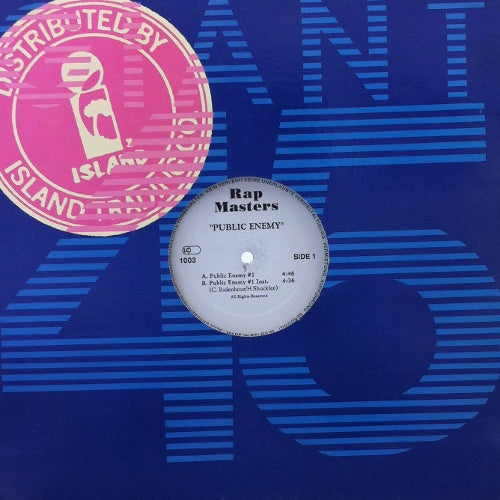 GIANT
45
DISTRIBUTED BY
ISLAND
ISLAND TRADING CO
Rap
Masters
"PUBLIC ENEMY"
LC
1003
SIDE 1
A. Public Enemy #1 4:46
B. Public Enemy #1 Inst. 4:36
(C. Ridenhour/H. Shocklee)
All Rights Reserved